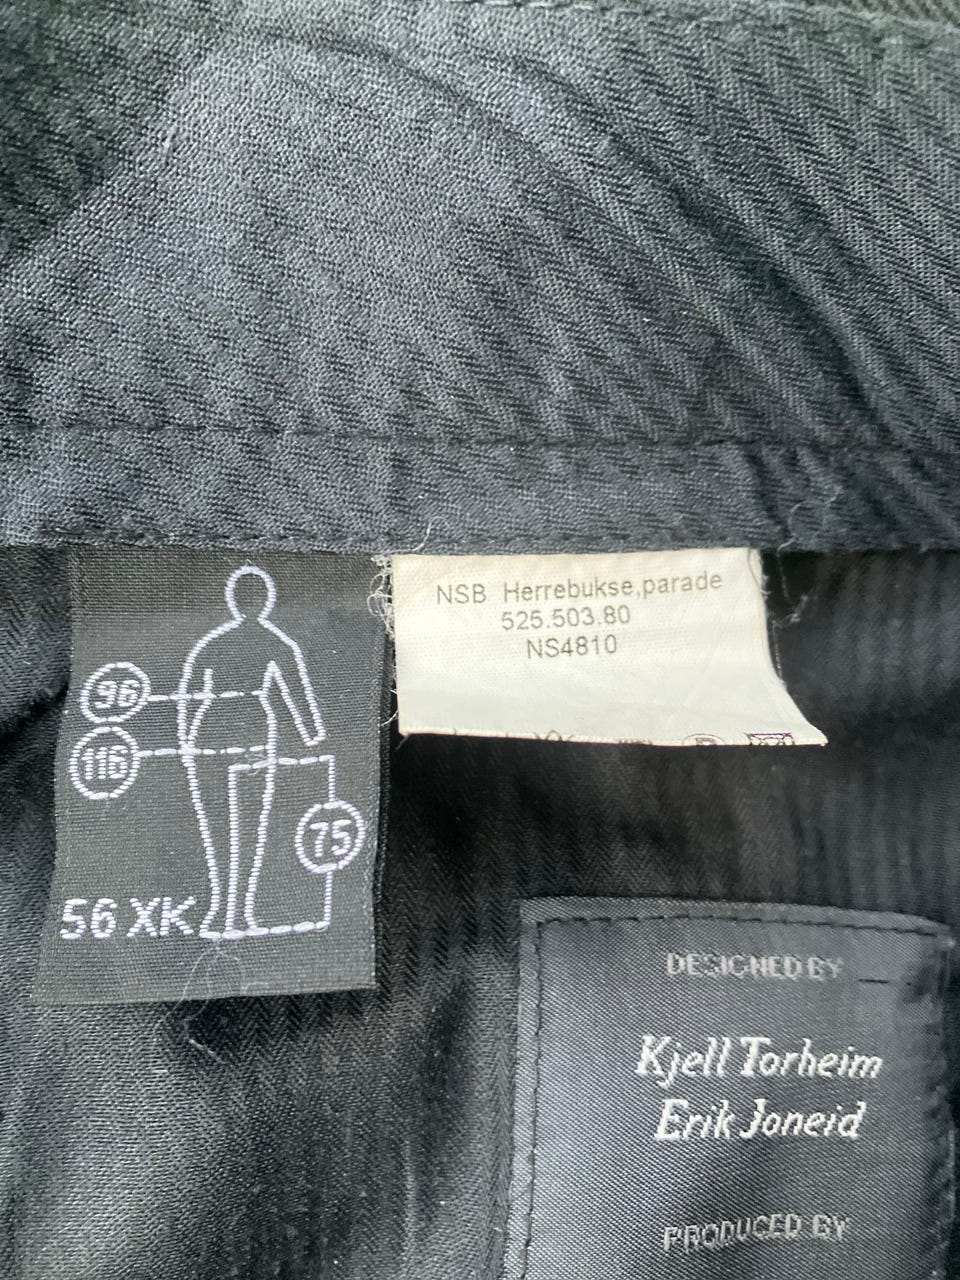 96
116
75
56 XK
NSB Herrebukse,parade
525.503.80
NS4810
DESIGNED BY
Kjell Torheim
Erik Joneid
PRODUCED BY